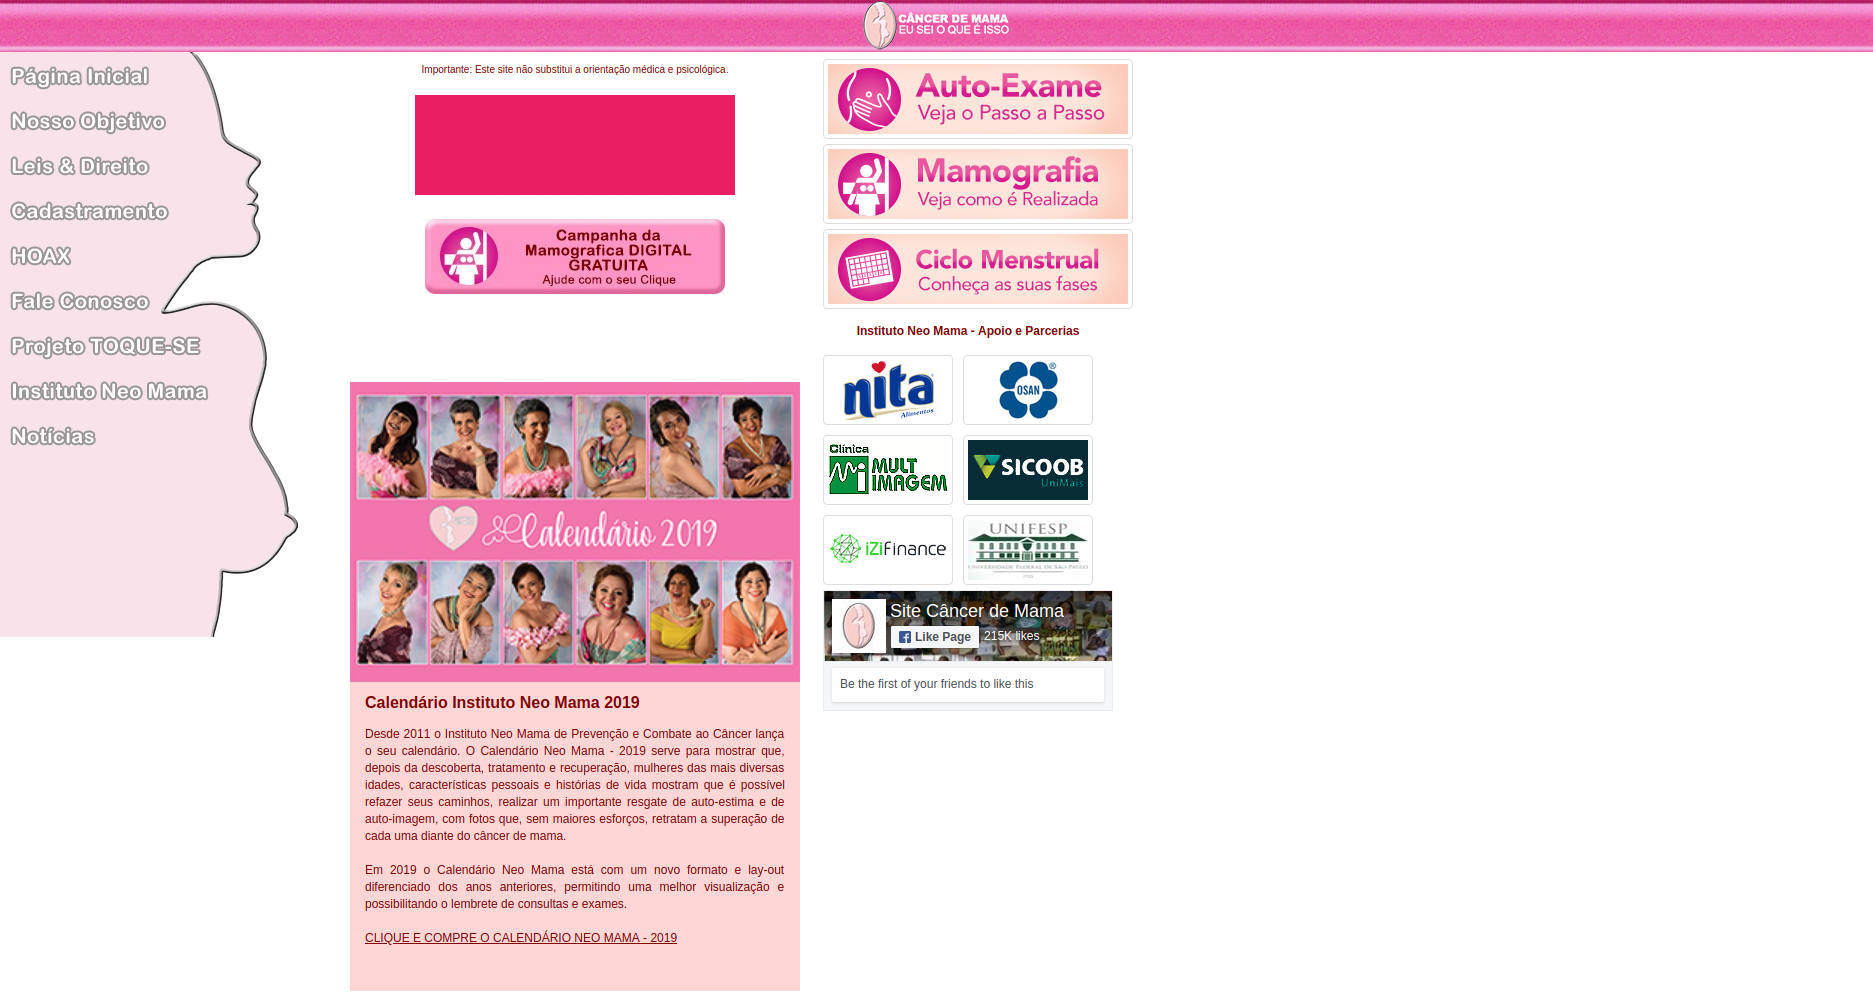 CÂNCER DE MAMA
EU SEI O QUE É ISSO
Página Inicial
Nosso Objetivo
Leis & Direito
Cadastramento
HOAX
Fale Conosco
Projeto TOQUE-SE
Instituto Neo Mama
Notícias
Importante: Este site não substitui a orientação médica e psicológica.
Campanha da
Mamografica DIGITAL
GRATUITA
Ajude com o seu Clique
Calendário 2019
Calendário Instituto Neo Mama 2019
Desde 2011 o Instituto Neo Mama de Prevenção e Combate ao Câncer lança
o seu calendário. O Calendário Neo Mama - 2019 serve para mostrar que,
depois da descoberta, tratamento e recuperação, mulheres das mais diversas
idades, características pessoais e histórias de vida mostram que é possível
refazer seus caminhos, realizar um importante resgate de auto-estima e de
auto-imagem, com fotos que, sem maiores esforços, retratam a superação de
cada uma diante do câncer de mama.
Em 2019 o Calendário Neo Mama está com um novo formato e lay-out
diferenciado dos anos anteriores, permitindo uma melhor visualização e
possibilitando o lembrete de consultas e exames.
CLIQUE E COMPRE O CALENDÁRIO NEO MAMA - 2019
Auto-Exame
Veja o Passo a Passo
Mamografia
Veja como é Realizada
Ciclo Menstrual
Conheça as suas fases
Instituto Neo Mama - Apoio e Parcerias
nita
Alimentos
OSAN
®
Clínica
MULT
IMAGEM
SICOOB
UniMais
iZiFinance
UNIFESP
UNIVERSIDADE FEDERAL DE SÃO PAULO
Site Câncer de Mama
Like Page
215K likes
Be the first of your friends to like this